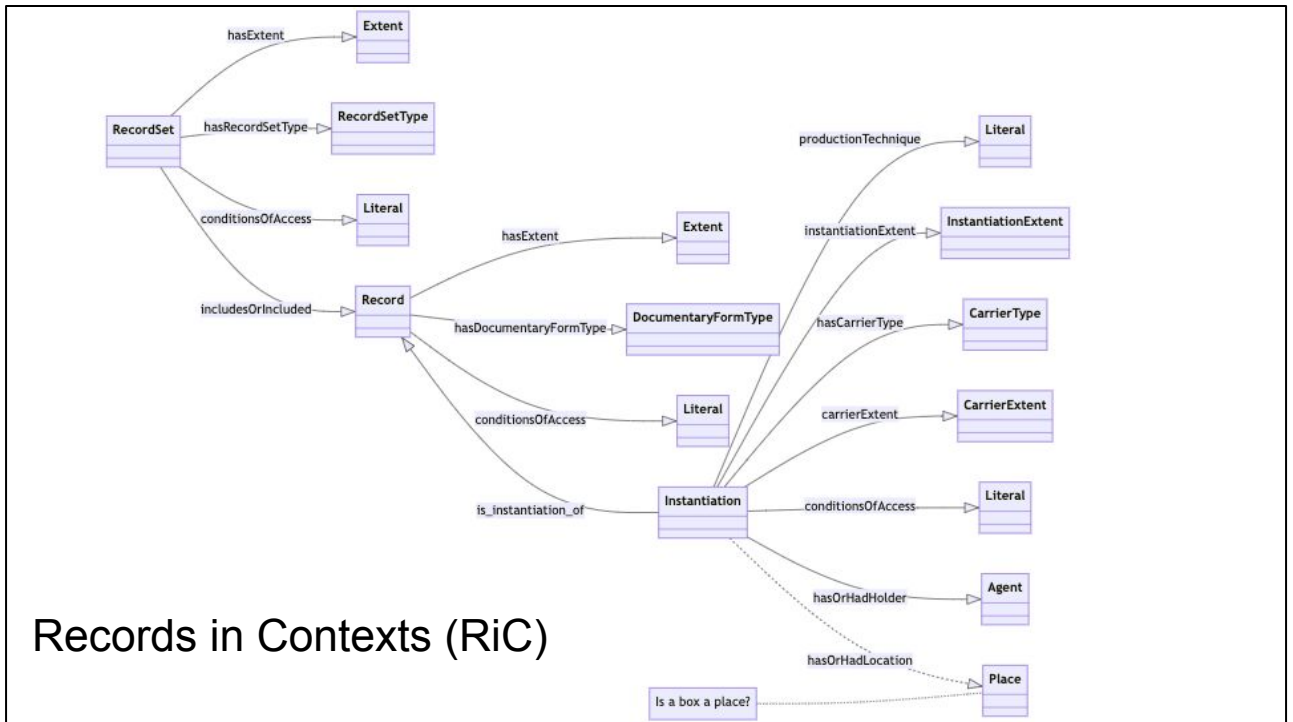 hasExtent
Extent
RecordSet
hasRecordSetType
RecordSetType
conditionsOfAccess
Literal
includesOrIncluded
Record
hasExtent
Extent
hasDocumentaryFormType
DocumentaryFormType
conditionsOfAccess
Literal
is_instantiation_of
Instantiation
productionTechnique
Literal
instantiationExtent
InstantiationExtent
hasCarrierType
CarrierType
carrierExtent
CarrierExtent
conditionsOfAccess
Literal
hasOrHadHolder
Agent
hasOrHadLocation
Place
Is a box a place?
Records in Contexts (RiC)